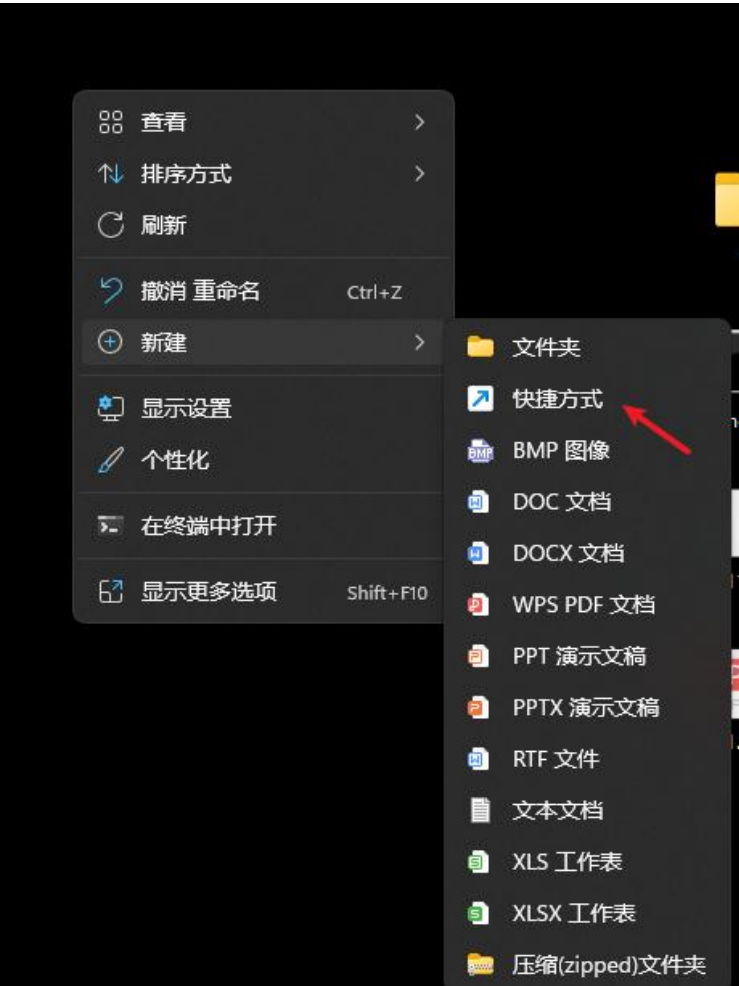 查看
排序方式
刷新
撤消 重命名 Ctrl+Z
新建
显示设置
个性化
在终端中打开
显示更多选项 Shift+F10
文件夹
快捷方式
BMP 图像
DOC 文档
DOCX 文档
WPS PDF 文档
PPT 演示文稿
PPTX 演示文稿
RTF 文件
文本文档
XLS 工作表
XLSX 工作表
压缩(zipped)文件夹